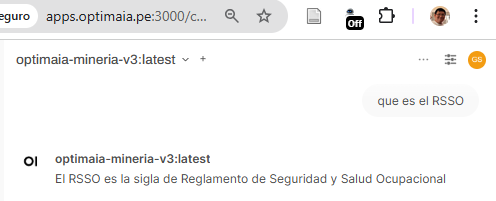 eguro apps.optimaia.pe:3000/c...
Off
optimaia-mineria-v3:latest
GS
que es el RSSO
OI optimaia-mineria-v3:latest
El RSSO es la sigla de Reglamento de Seguridad y Salud Ocupacional